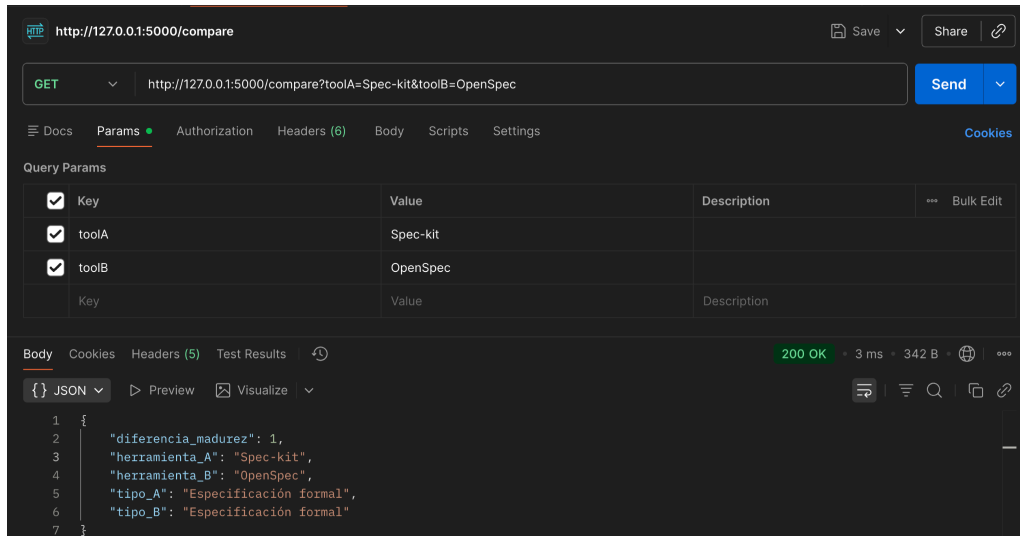 HTTP http://127.0.0.1:5000/compare Save Share
GET http://127.0.0.1:5000/compare?toolA=Spec-kit&toolB=OpenSpec Send
Docs Params Authorization Headers (6) Body Scripts Settings Cookies
Query Params
Key Value Description Bulk Edit
toolA Spec-kit
toolB OpenSpec
Key Value Description
Body Cookies Headers (5) Test Results 200 OK 3 ms 342 B
{} JSON Preview Visualize
1 {
2 "diferencia_madurez": 1,
3 "herramienta_A": "Spec-kit",
4 "herramienta_B": "OpenSpec",
5 "tipo_A": "Especificación formal",
6 "tipo_B": "Especificación formal"
7 }